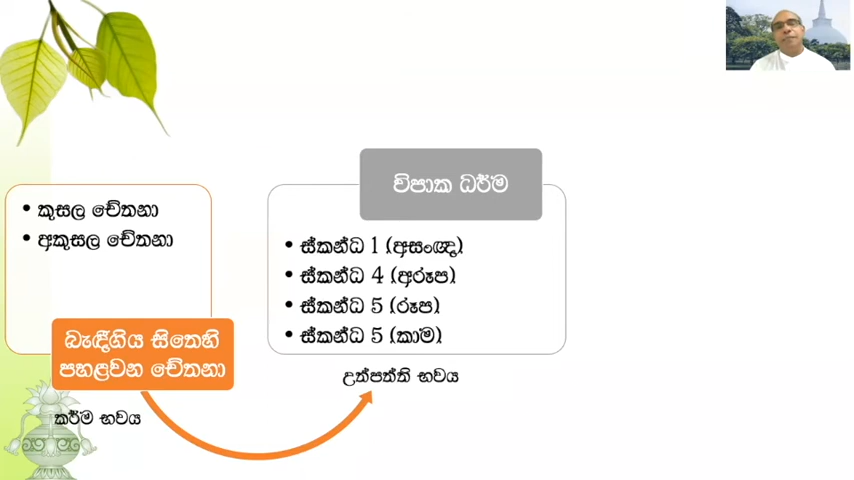 විපාක ධර්ම
• කුසල චේතනා
• අකුසල චේතනා
• ස්කන්ධ 1 (අසංඥ)
• ස්කන්ධ 4 (අරූප)
• ස්කන්ධ 5 (රූප)
• ස්කන්ධ 5 (කාම)
බැඳීගිය සිතෙහි
පහළවන චේතනා
උත්පත්ති භවය
කර්ම භවය